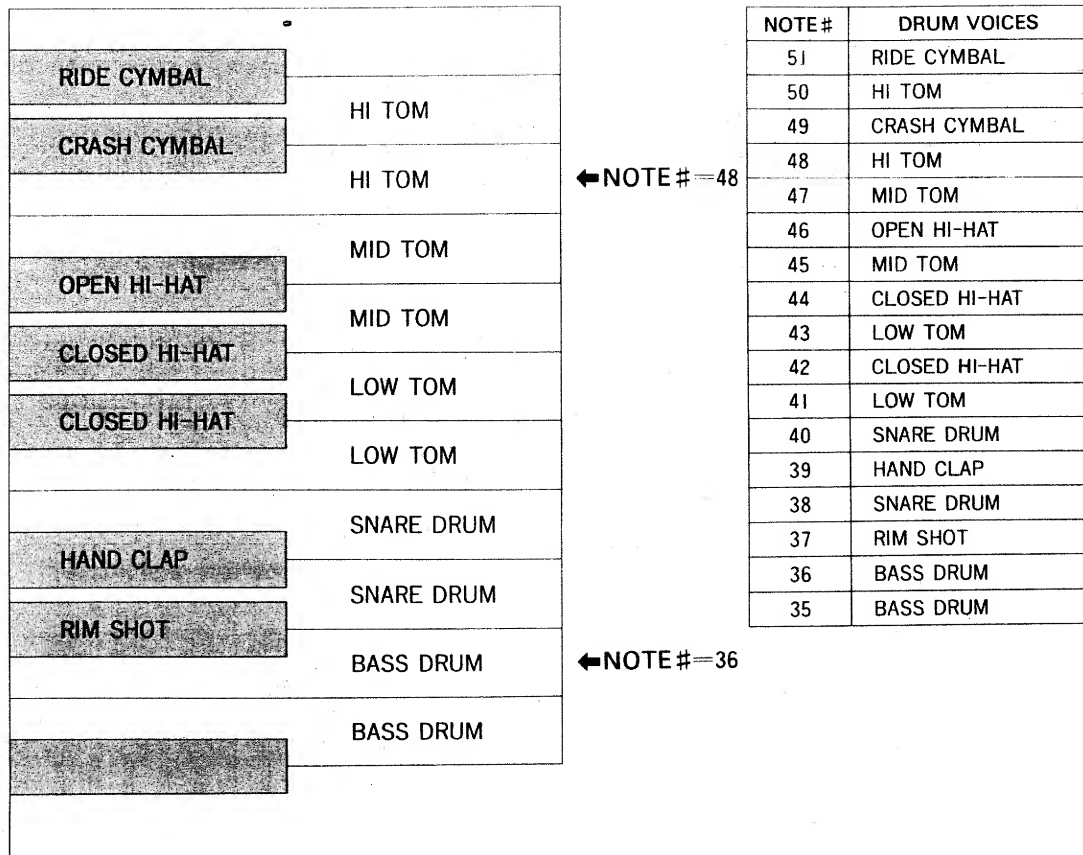 RIDE CYMBAL
HI TOM
CRASH CYMBAL
HI TOM
←NOTE#=48
MID TOM
OPEN HI-HAT
MID TOM
CLOSED HI-HAT
LOW TOM
CLOSED HI-HAT
LOW TOM
SNARE DRUM
HAND CLAP
SNARE DRUM
RIM SHOT
BASS DRUM
←NOTE#=36
BASS DRUM
NOTE# DRUM VOICES
51 RIDE CYMBAL
50 HI TOM
49 CRASH CYMBAL
48 HI TOM
47 MID TOM
46 OPEN HI-HAT
45 MID TOM
44 CLOSED HI-HAT
43 LOW TOM
42 CLOSED HI-HAT
41 LOW TOM
40 SNARE DRUM
39 HAND CLAP
38 SNARE DRUM
37 RIM SHOT
36 BASS DRUM
35 BASS DRUM